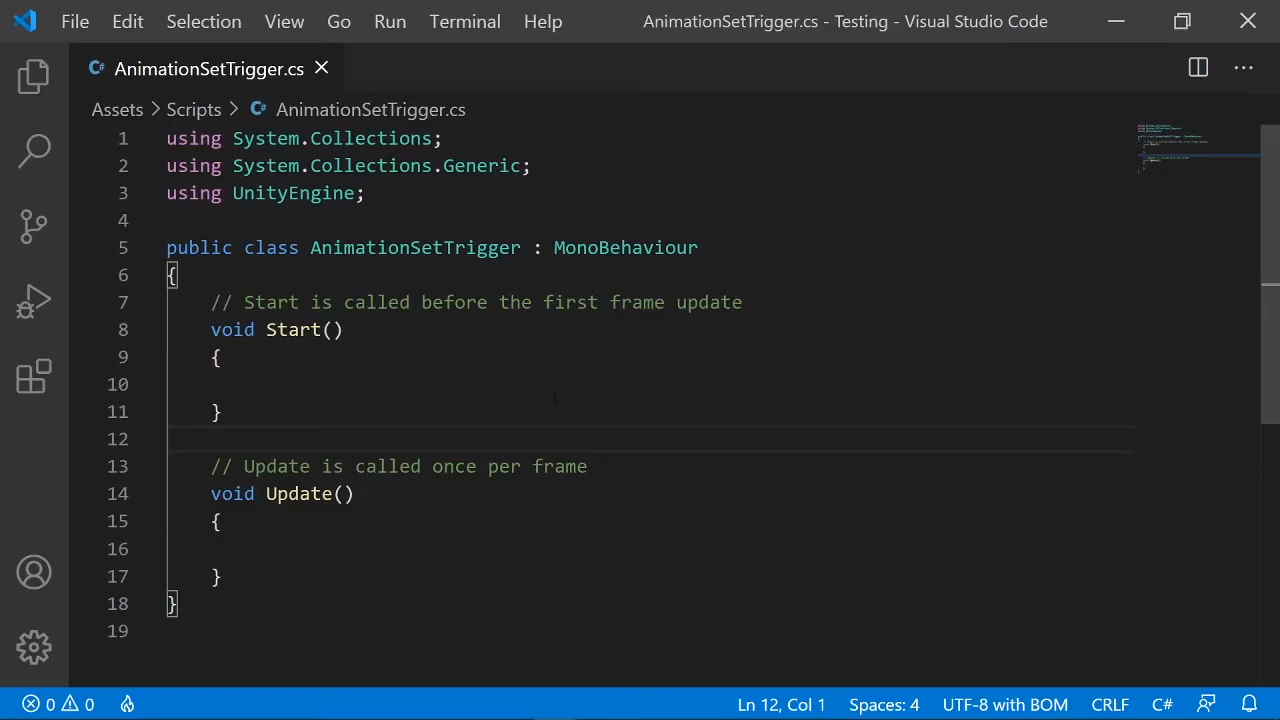 File Edit Selection View Go Run Terminal Help AnimationSetTrigger.cs - Testing - Visual Studio Code
C# AnimationSetTrigger.cs
Assets > Scripts > AnimationSetTrigger.cs
1 using System.Collections;
2 using System.Collections.Generic;
3 using UnityEngine;
4
5 public class AnimationSetTrigger : MonoBehaviour
6 {
7 // Start is called before the first frame update
8 void Start()
9 {
10
11 }
12
13 // Update is called once per frame
14 void Update()
15 {
16
17 }
18 }
19
0 0 Ln 12, Col 1 Spaces: 4 UTF-8 with BOM CRLF C#